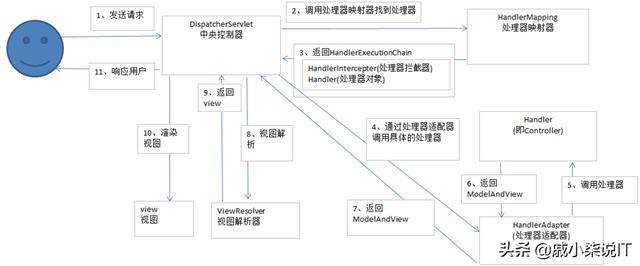 1、发送请求
DispatcherServlet
中央控制器
2、调用处理器映射器找到处理器
HandlerMapping
处理器映射器
3、返回HandlerExecutionChain
HandlerIntercepter(处理器拦截器)
Handler(处理器对象)
11、响应用户
9、返回
view
10、渲染
视图
8、视图解
析
4、通过处理器适配器
调用具体的处理器
Handler
(即Controller)
6、返回
ModelAndView
5、调用处理器
7、返回
ModelAndView
view
视图
ViewResolver
视图解析器
HandlerAdapter
(处理器适配器)
头条 @戚小柒说IT